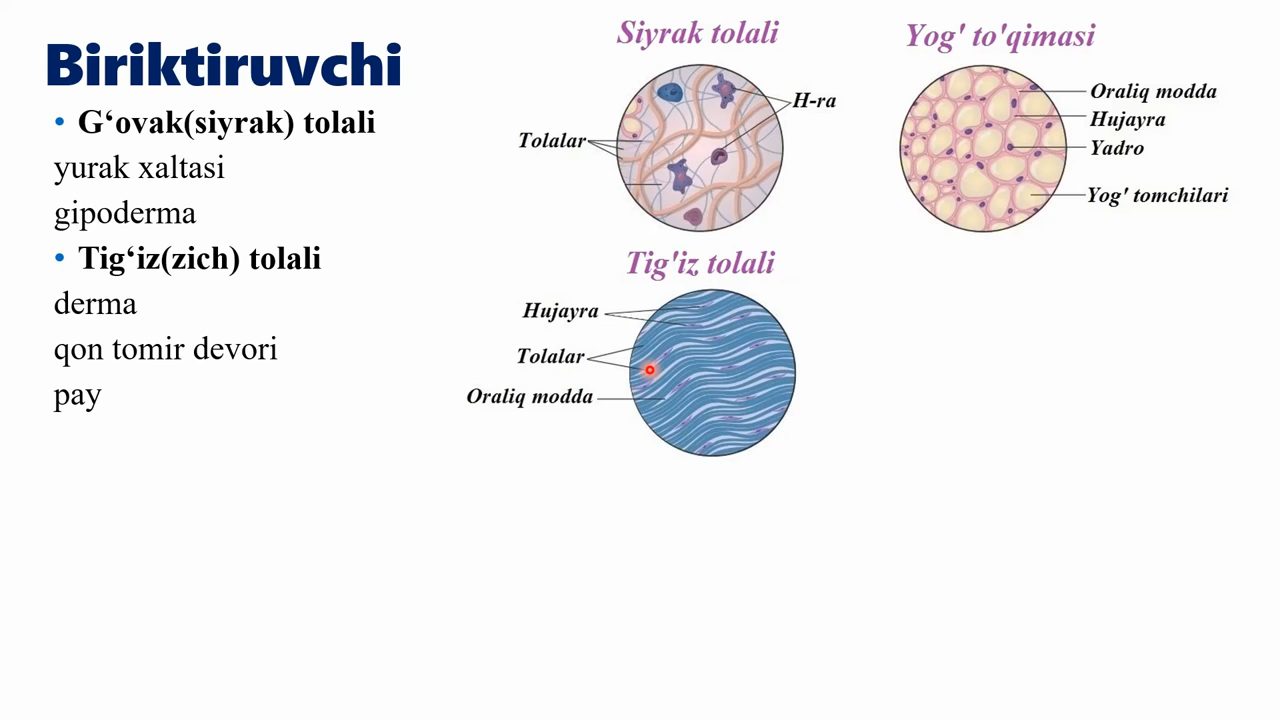 Biriktiruvchi
• G‘ovak(siyrak) tolali
yurak xaltasi
gipoderma
• Tig‘iz(zich) tolali
derma
qon tomir devori
pay
Siyrak tolali
Tolalar
H-ra
Yog' to'qimasi
Oraliq modda
Hujayra
Yadro
Yog' tomchilari
Tig'iz tolali
Hujayra
Tolalar
Oraliq modda